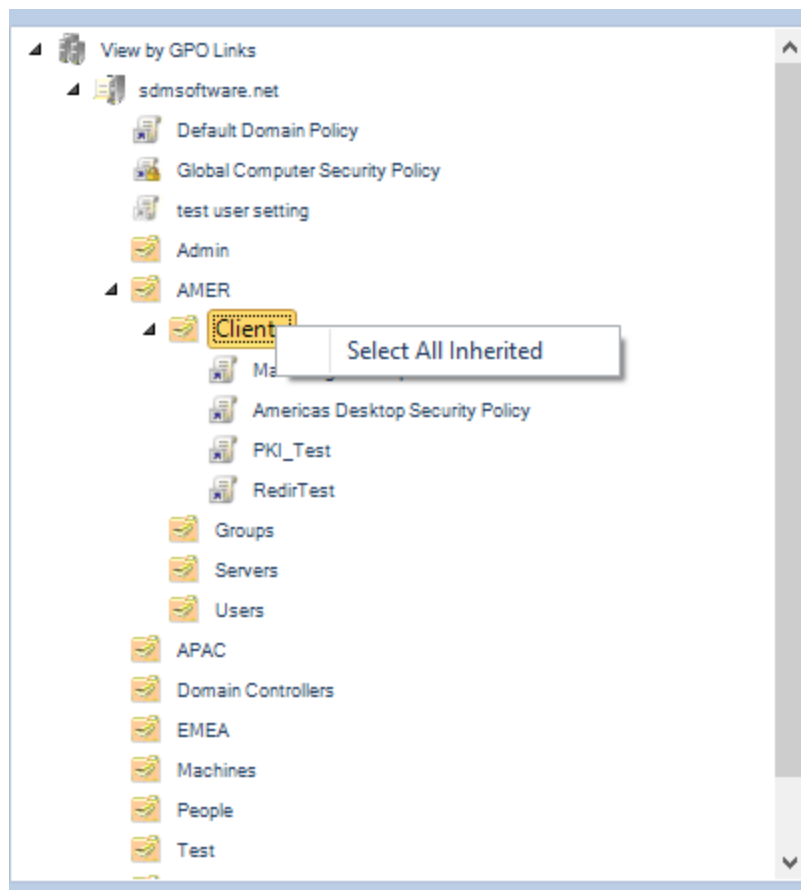 View by GPO Links
sdmsoftware.net
Default Domain Policy
Global Computer Security Policy
test user setting
Admin
AMER
Client
Select All Inherited
Americas Desktop Security Policy
PKI_Test
RedirTest
Groups
Servers
Users
APAC
Domain Controllers
EMEA
Machines
People
Test